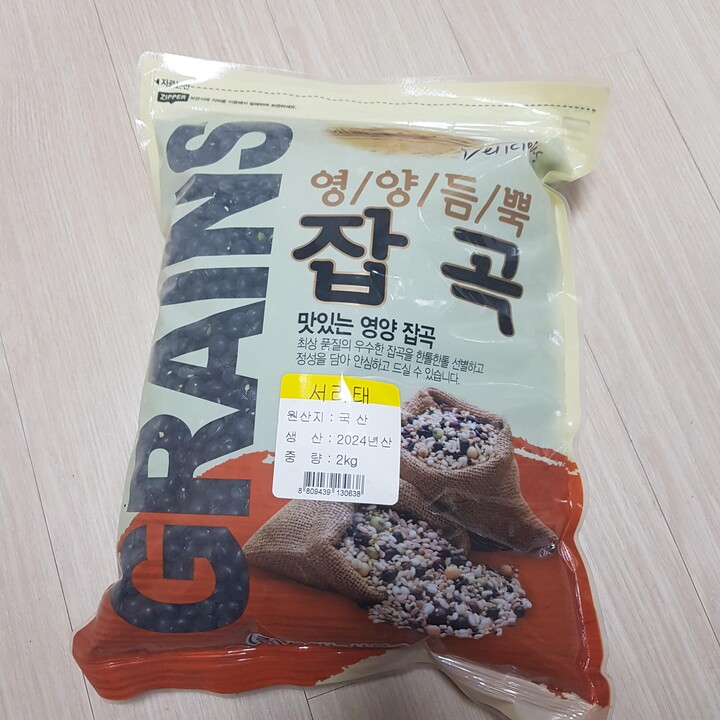 ZIPPER
GRAINS
영/양/듬/뿍
잡곡
맛있는 영양 잡곡
최상 품질의 우수한 잡곡을 한톨한톨 선별하고
정성을 담아 안심하고 드실 수 있습니다.
서리태
원산지 : 국산
생 산 : 2024년산
중 량 : 2kg
8 809439 130638